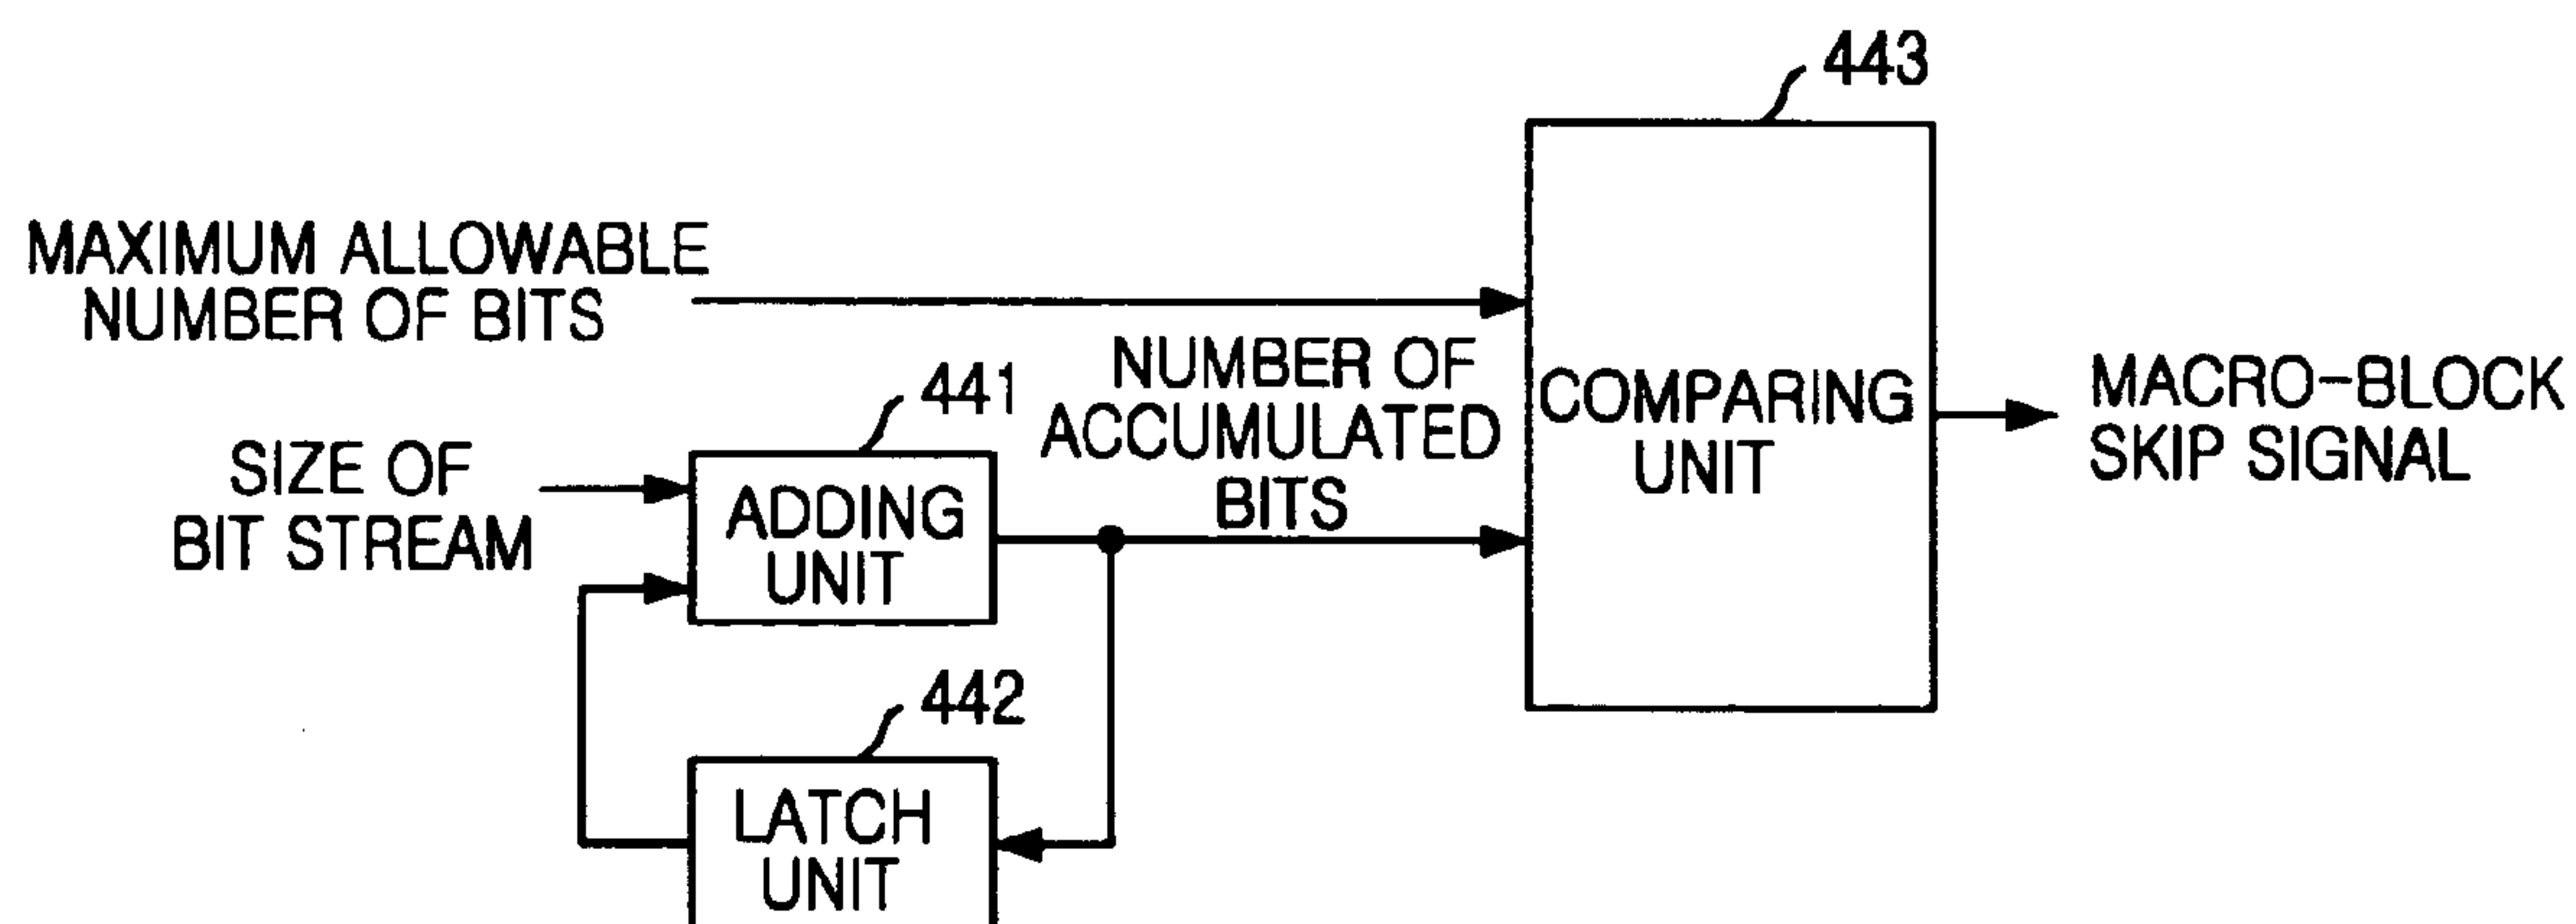 443
MAXIMUM ALLOWABLE
NUMBER OF BITS
441
NUMBER OF
ACCUMULATED
BITS
SIZE OF
BIT STREAM
ADDING
UNIT
COMPARING
UNIT
MACRO-BLOCK
SKIP SIGNAL
442
LATCH
UNIT